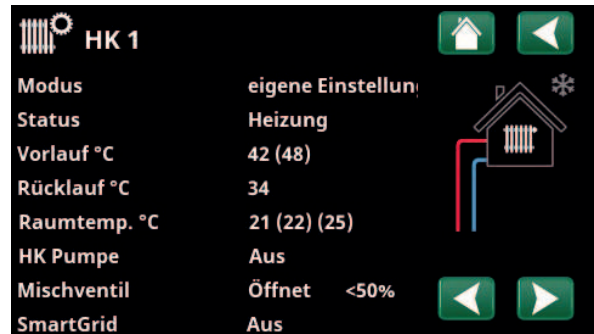 HK 1
Modus eigene Einstellun
Status Heizung
Vorlauf °C 42 (48)
Rücklauf °C 34
Raumtemp. °C 21 (22) (25)
HK Pumpe Aus
Mischventil Öffnet <50%
SmartGrid Aus